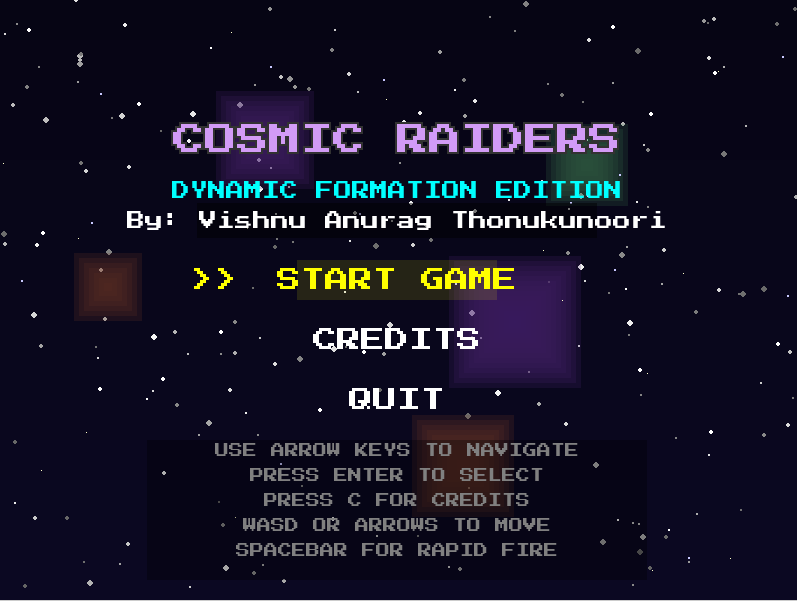 COSMIC RAIDERS
DYNAMIC FORMATION EDITION
By: Vishnu Anurag Thonukunoori
>> START GAME
CREDITS
QUIT
USE ARROW KEYS TO NAVIGATE
PRESS ENTER TO SELECT
PRESS C FOR CREDITS
WASD OR ARROWS TO MOVE
SPACEBAR FOR RAPID FIRE